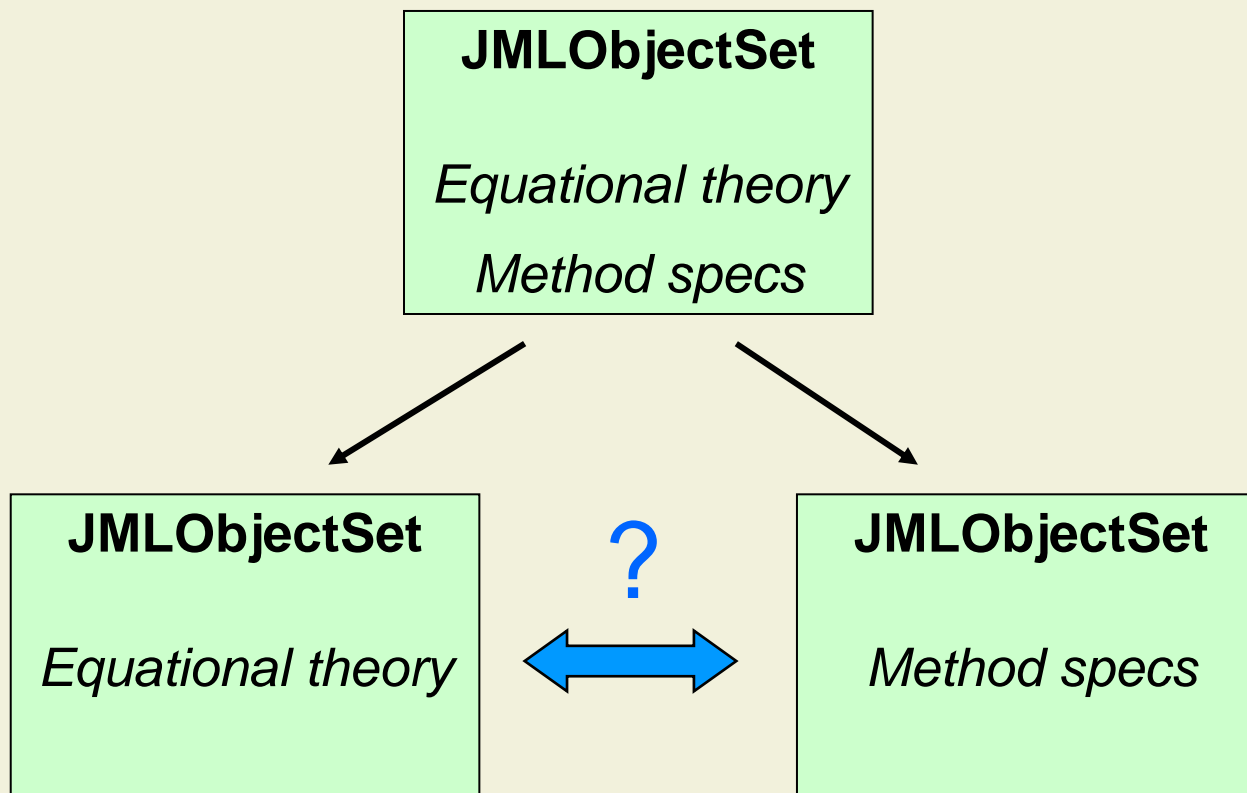 JMLObjectSet
Equational theory
Method specs
?
JMLObjectSet
Equational theory
JMLObjectSet
Method specs